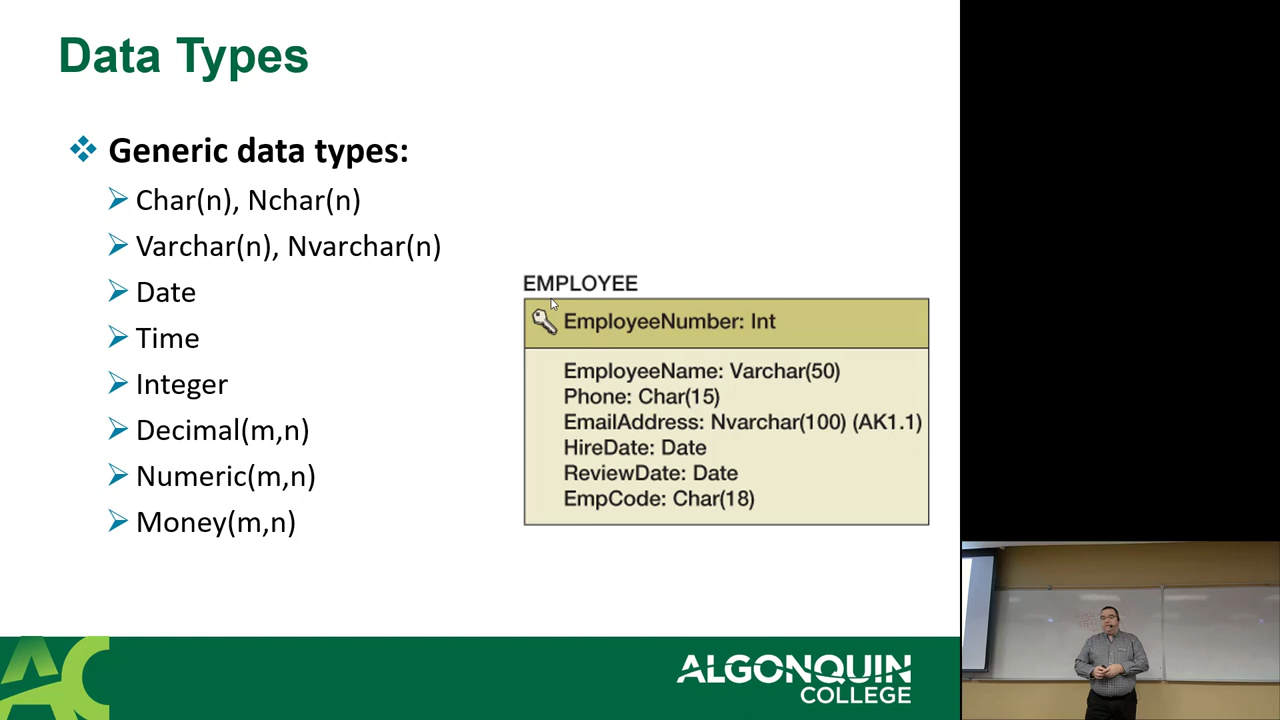 Data Types
Generic data types:
Char(n), Nchar(n)
Varchar(n), Nvarchar(n)
Date
Time
Integer
Decimal(m,n)
Numeric(m,n)
Money(m,n)
EMPLOYEE
EmployeeNumber: Int
EmployeeName: Varchar(50)
Phone: Char(15)
EmailAddress: Nvarchar(100) (AK1.1)
HireDate: Date
ReviewDate: Date
EmpCode: Char(18)
AC
ALGONQUIN
COLLEGE